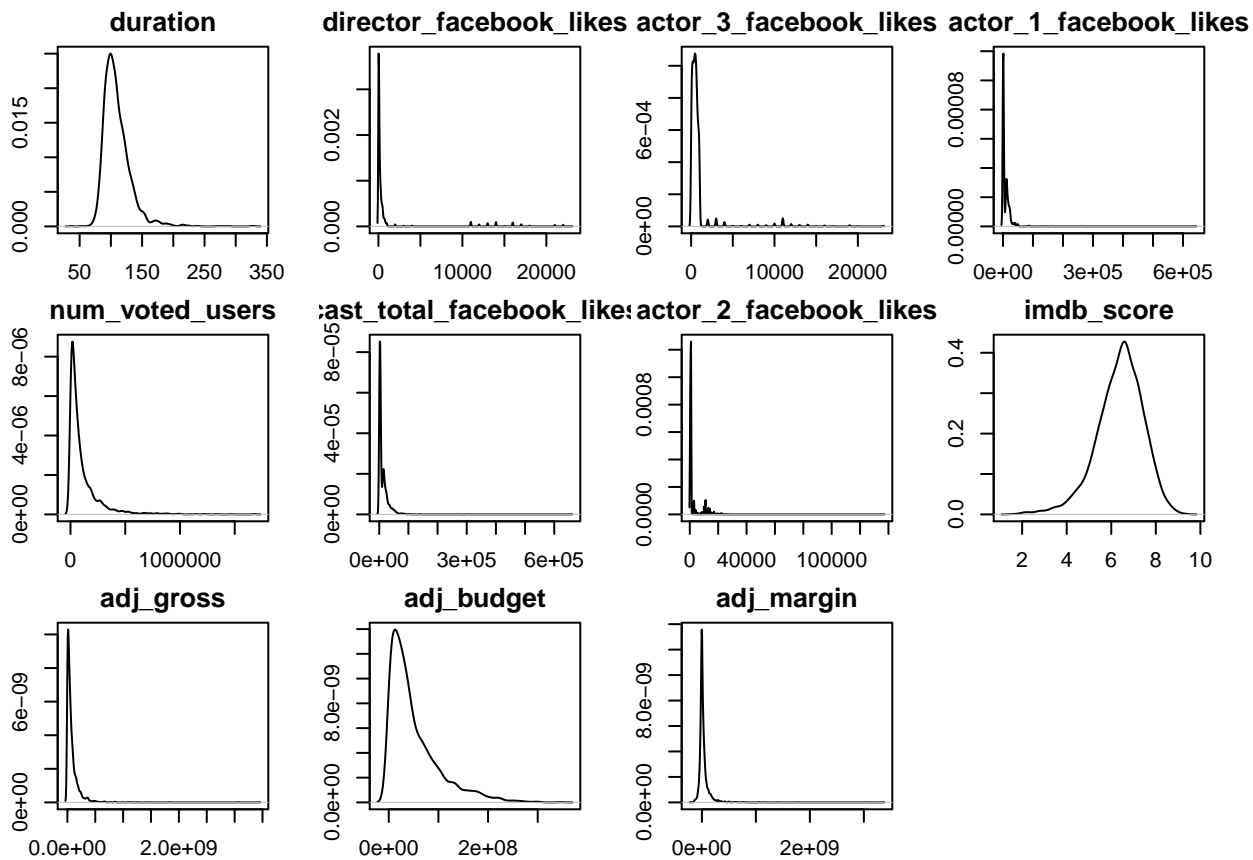 duration
director_facebook_likes
actor_3_facebook_likes
actor_1_facebook_likes
0.000 0.015
50 100 150 250 350
0.000 0.002
0 10000 20000
0e+00 6e−04
0 10000 20000
0.00000 0.00008
0e+00 3e+05 6e+05
num_voted_users
cast_total_facebook_likes
actor_2_facebook_likes
imdb_score
0e+00 4e−06 8e−06
0 1000000
0e+00 4e−05 8e−05
0e+00 3e+05 6e+05
0.0000 0.0008
0 40000 100000
0.0 0.2 0.4
2 4 6 8 10
adj_gross
adj_budget
adj_margin
0e+00 6e−09
0.0e+00 2.0e+09
0.0e+00 8.0e−09
0e+00 2e+08
0.0e+00 8.0e−09
0e+00 2e+09